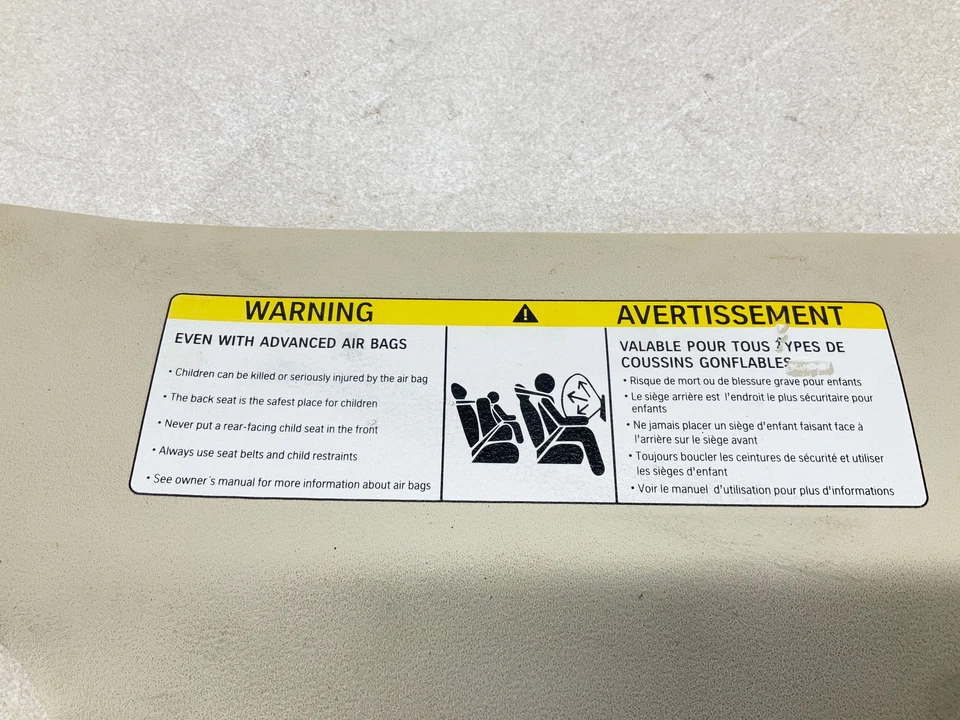 WARNING
EVEN WITH ADVANCED AIR BAGS
• Children can be killed or seriously injured by the air bag
• The back seat is the safest place for children
• Never put a rear-facing child seat in the front
• Always use seat belts and child restraints
• See owner's manual for more information about air bags
AVERTISSEMENT
VALABLE POUR TOUS TYPES DE
COUSSINS GONFLABLES
• Risque de mort ou de blessure grave pour enfants
• Le siège arrière est l'endroit le plus sécuritaire pour
enfants
• Ne jamais placer un siège d'enfant faisant face à
l'arrière sur le siège avant
• Toujours boucler les ceintures de sécurité et utiliser
les sièges d'enfant
• Voir le manuel d'utilisation pour plus d'informations